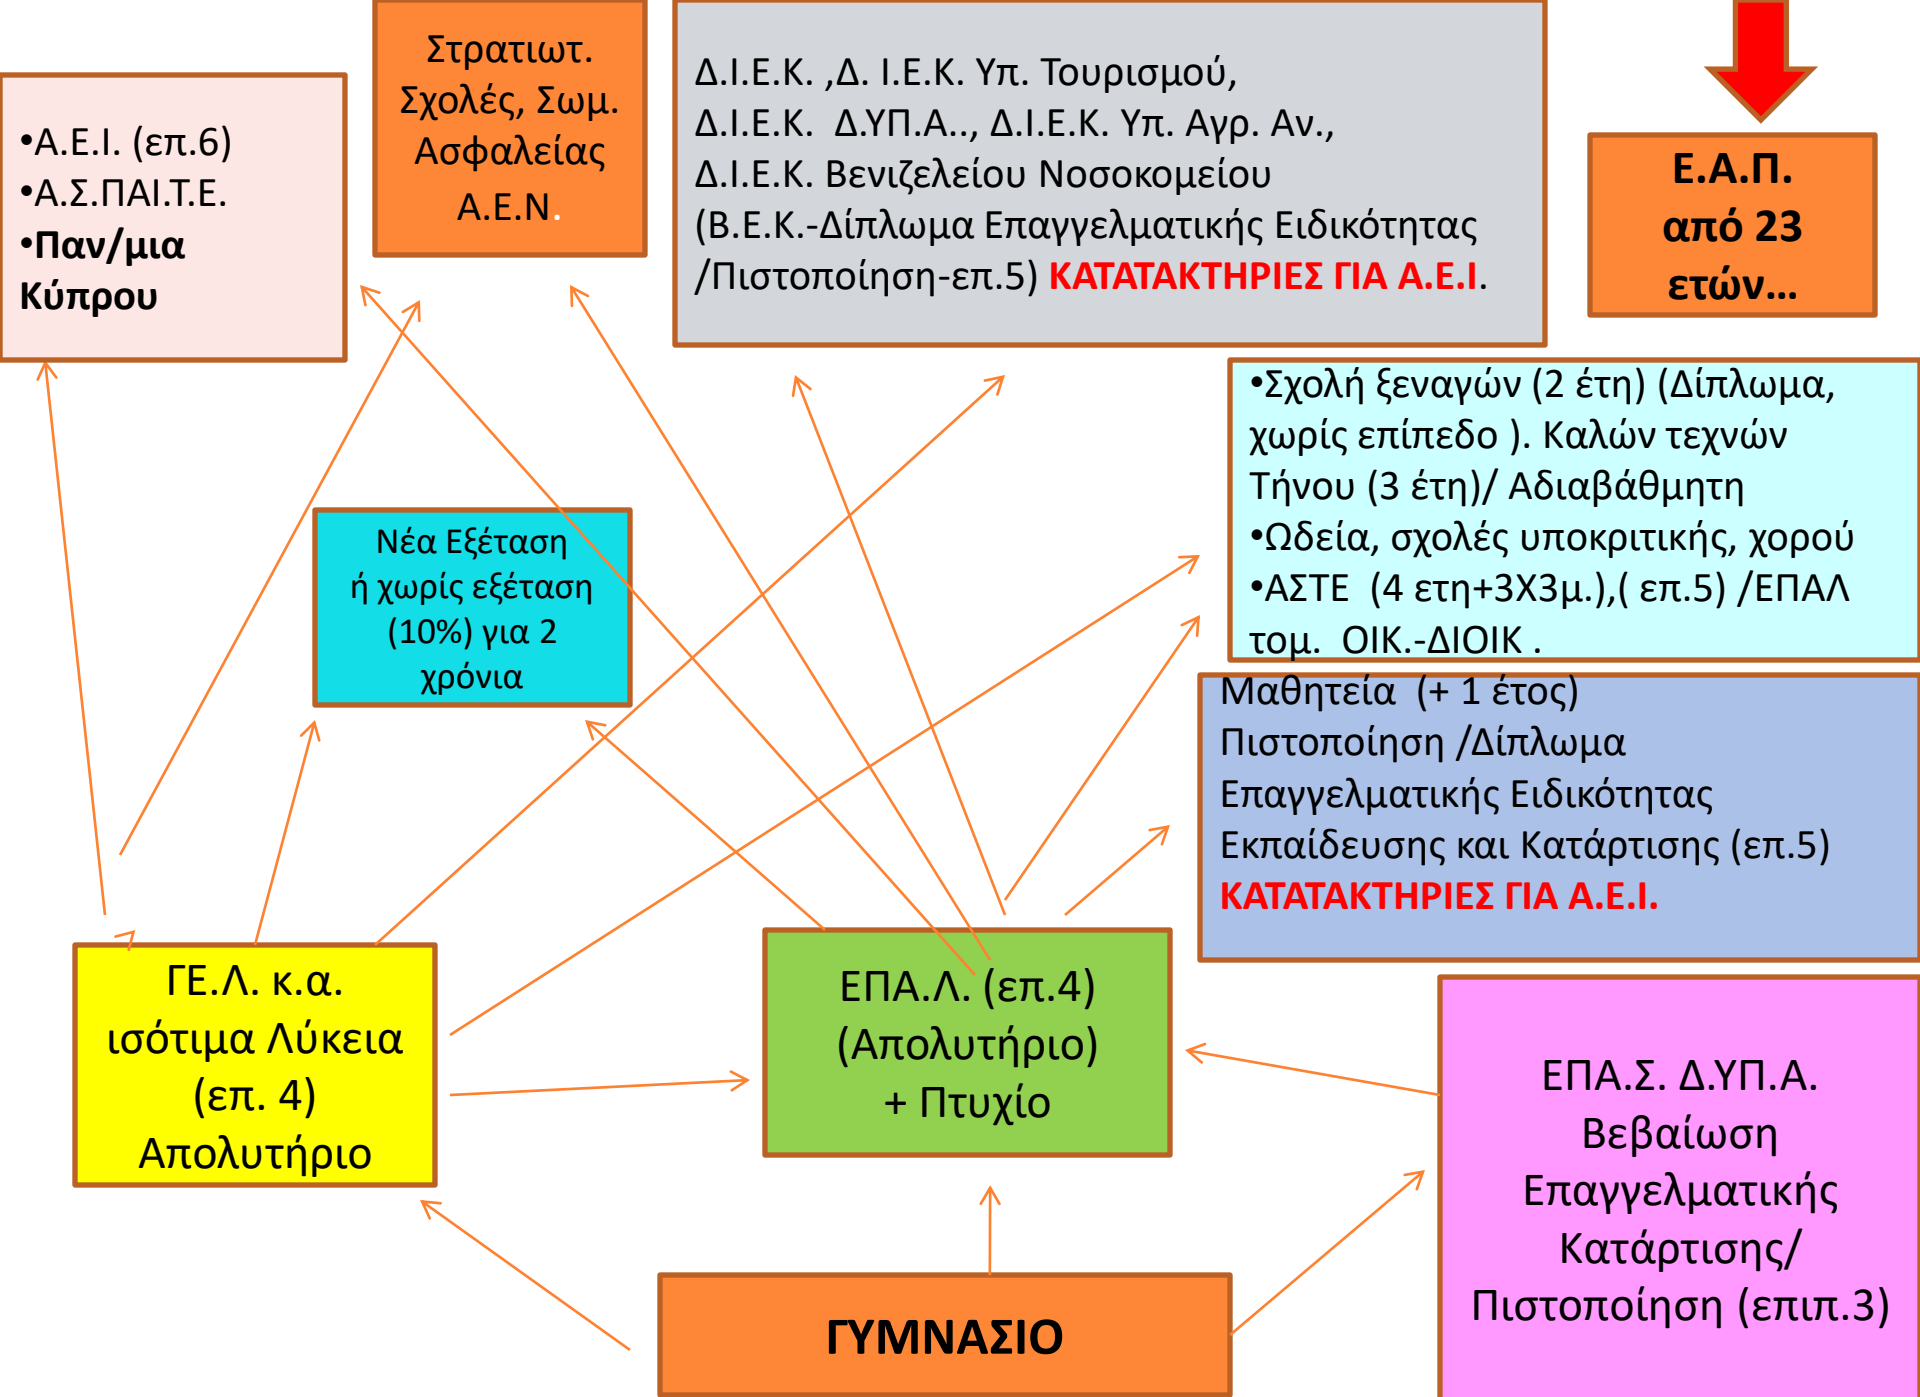 Στρατιωτ.
Σχολές, Σωμ.
Ασφαλείας
Α.Ε.Ν.
Δ.Ι.Ε.Κ. ,Δ. Ι.Ε.Κ. Υπ. Τουρισμού,
Δ.Ι.Ε.Κ. Δ.ΥΠ.Α.., Δ.Ι.Ε.Κ. Υπ. Αγρ. Αν.,
Δ.Ι.Ε.Κ. Βενιζελείου Νοσοκομείου
(Β.Ε.Κ.-Δίπλωμα Επαγγελματικής Ειδικότητας
/Πιστοποίηση-επ.5) ΚΑΤΑΤΑΚΤΗΡΙΕΣ ΓΙΑ Α.Ε.Ι.
•Α.Ε.Ι. (επ.6)
•Α.Σ.ΠΑΙ.Τ.Ε.
•Παν/μια
Κύπρου
Ε.Α.Π.
από 23
ετών...
•Σχολή ξεναγών (2 έτη) (Δίπλωμα,
χωρίς επίπεδο ). Καλών τεχνών
Τήνου (3 έτη)/ Αδιαβάθμητη
•Ωδεία, σχολές υποκριτικής, χορού
•ΑΣΤΕ (4 ετη+3Χ3μ.),( επ.5) /ΕΠΑΛ
τομ. ΟΙΚ.-ΔΙΟΙΚ .
Νέα Εξέταση
ή χωρίς εξέταση
(10%) για 2
χρόνια
Μαθητεία (+ 1 έτος)
Πιστοποίηση /Δίπλωμα
Επαγγελματικής Ειδικότητας
Εκπαίδευσης και Κατάρτισης (επ.5)
ΚΑΤΑΤΑΚΤΗΡΙΕΣ ΓΙΑ Α.Ε.Ι.
ΓΕ.Λ. κ.α.
ισότιμα Λύκεια
(επ. 4)
Απολυτήριο
ΕΠΑ.Λ. (επ.4)
(Απολυτήριο)
+ Πτυχίο
ΕΠΑ.Σ. Δ.ΥΠ.Α.
Βεβαίωση
Επαγγελματικής
Κατάρτισης/
Πιστοποίηση (επιπ.3)
ΓΥΜΝΑΣΙΟ